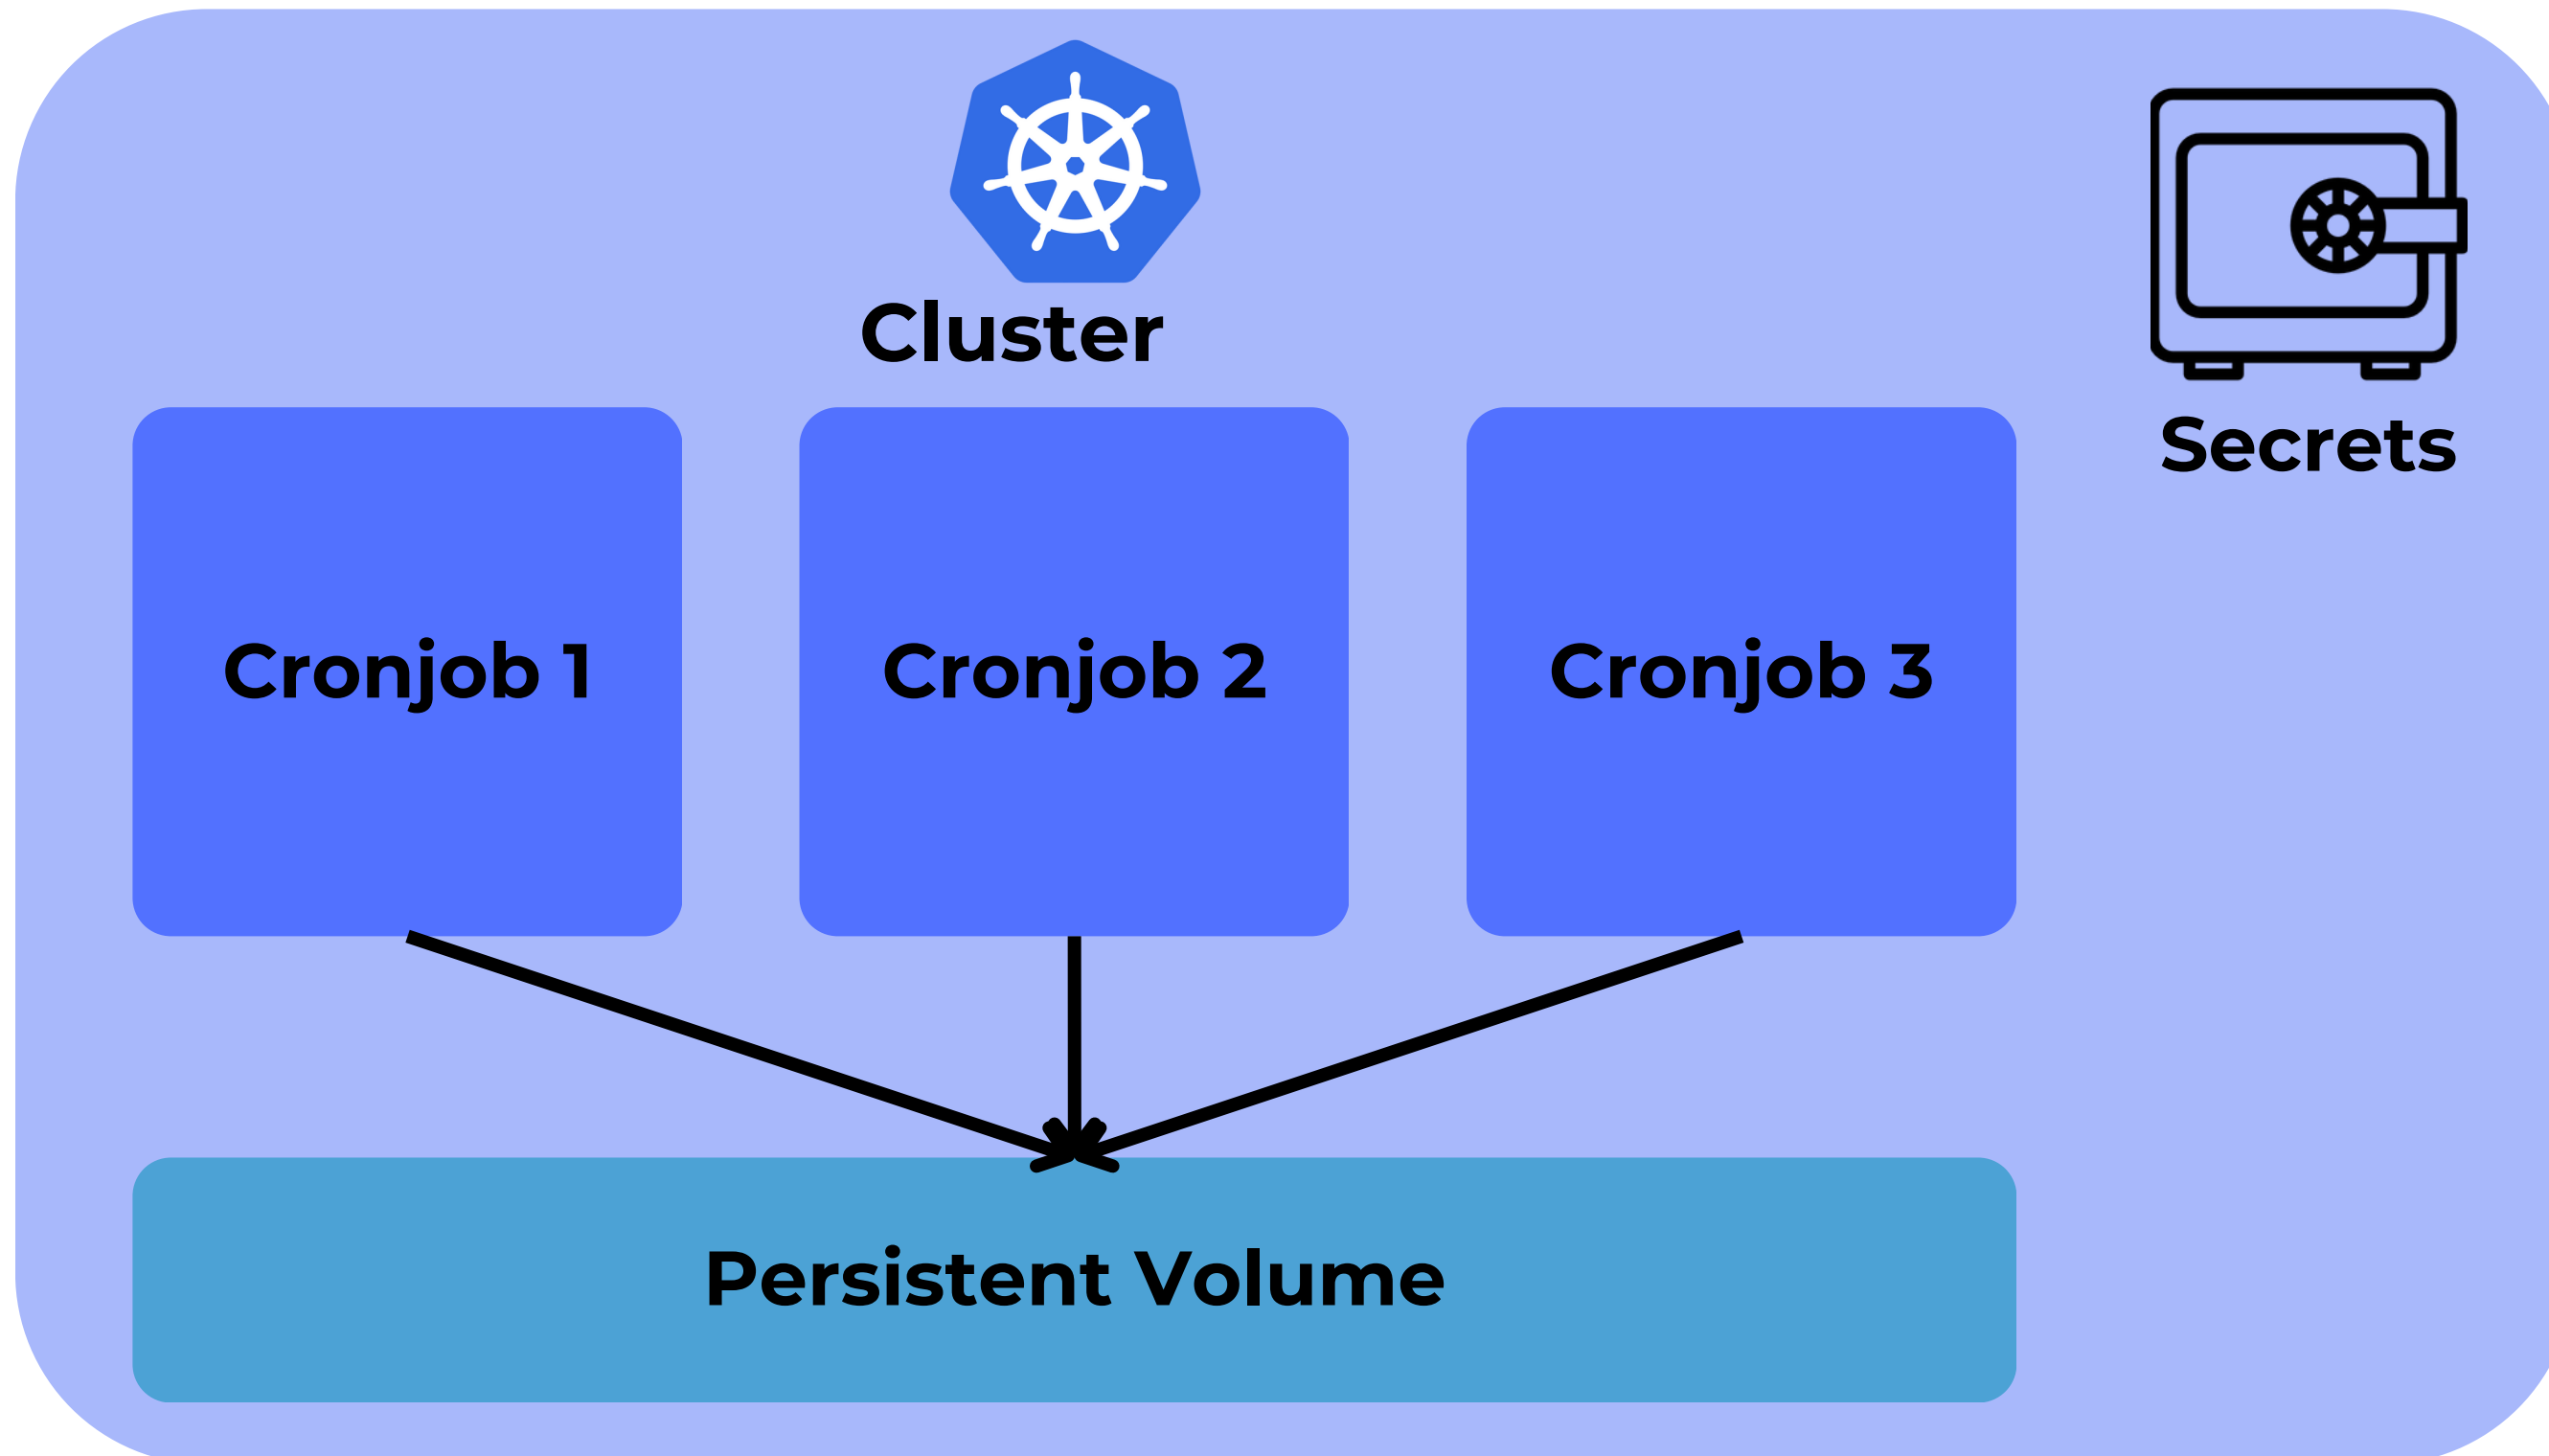 Cluster
Secrets
Cronjob 1
Cronjob 2
Cronjob 3
Persistent Volume